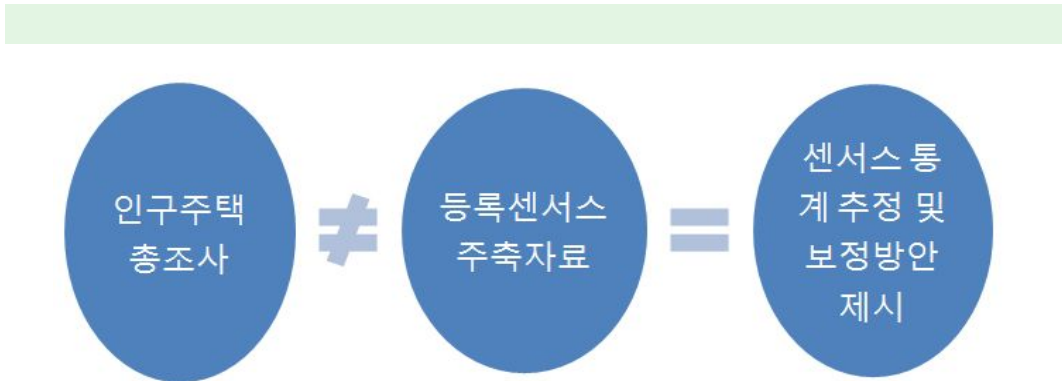 인구주택
총조사
≠
등록센서스
주축자료
=
센서스 통
계 추정 및
보정방안
제시